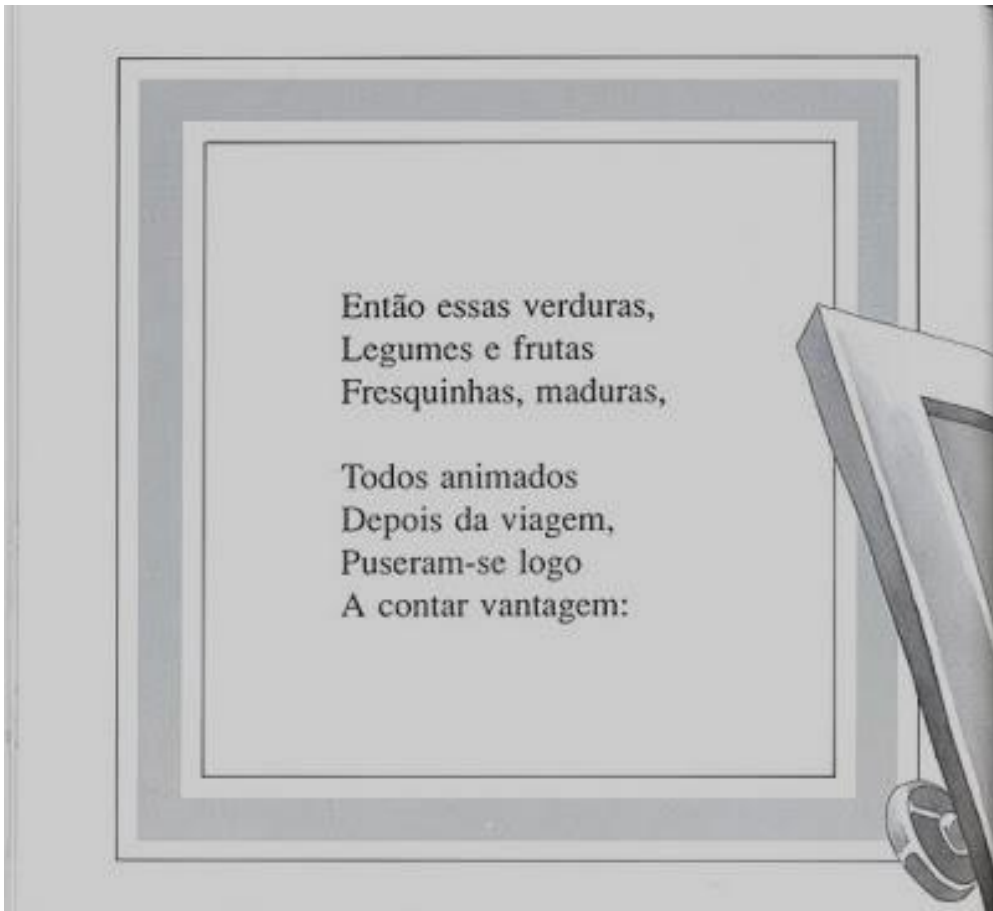 Então essas verduras,
Legumes e frutas
Fresquinhas, maduras,
Todos animados
Depois da viagem,
Puseram-se logo
A contar vantagem: